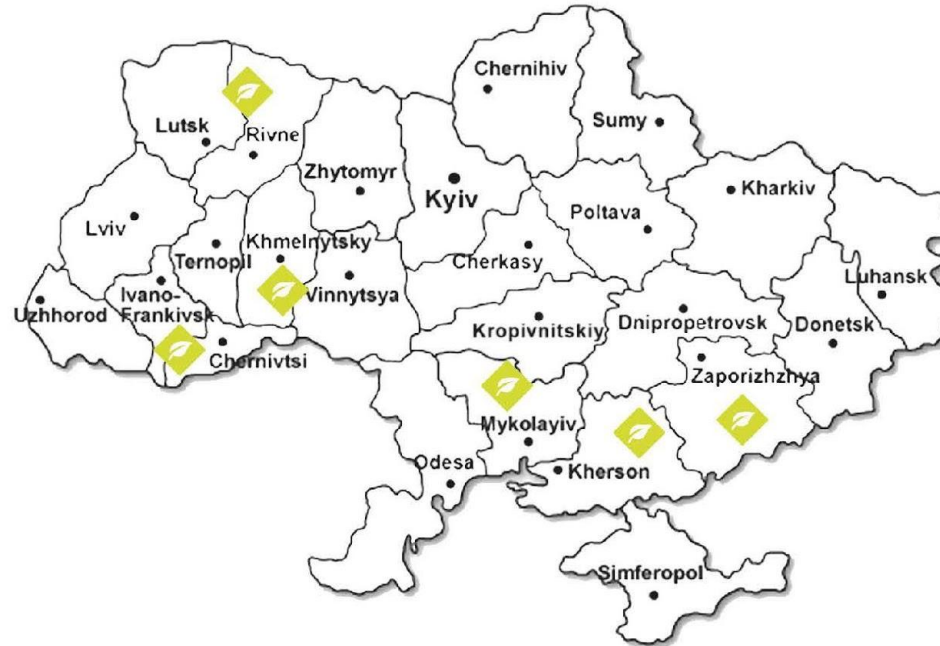 Chernihiv
Sumy
Lutsk
Rivne
Zhytomyr
Kyiv
Kharkiv
Poltava
Lviv
Khmelnytsky
Ternopil
Cherkasy
Luhansk
Vinnytsya
Ivano-
Frankivsk
Uzhhorod
Kropivnitskiy
Dnipropetrovsk
Donetsk
Chernivtsi
Zaporizhzhya
Mykolayiv
Odesa
Kherson
Simferopol